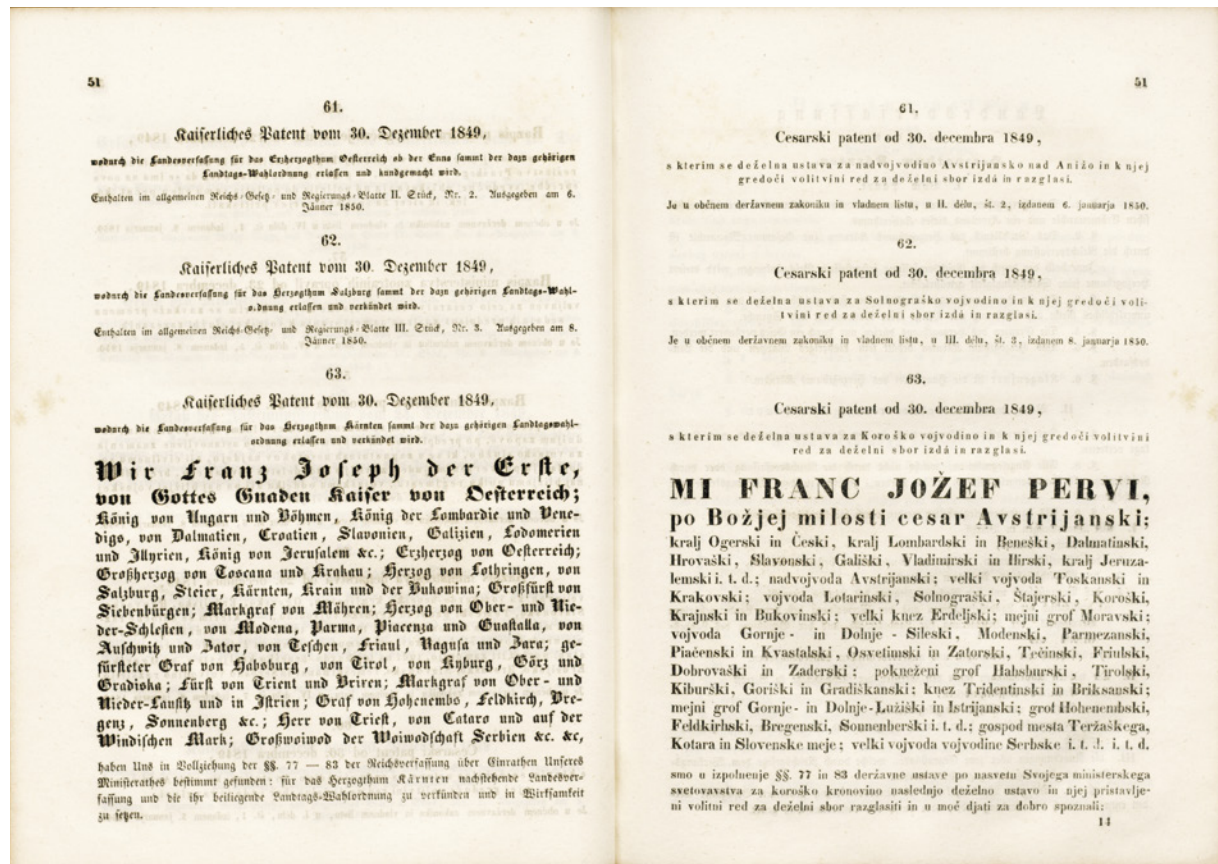 51
61.
Kaiserliches Patent vom 30. Dezember 1849,
wodurch die Landesverfassung für das Erzherzogthum Oesterreich ob der Enns sammt der dazu gehörigen
Landtags-Wahlordnung erlassen und kundgemacht wird.
Enthalten im allgemeinen Reichs-Gesetz- und Regierungs-Blatte II. Stück, Nr. 2. Ausgegeben am 6.
Jänner 1850.
62.
Kaiserliches Patent vom 30. Dezember 1849,
wodurch die Landesverfassung für das Herzogthum Salzburg sammt der dazu gehörigen Landtags-Wahl-
ordnung erlassen und verkündet wird.
Enthalten im allgemeinen Reichs-Gesetz- und Regierungs-Blatte III. Stück, Nr. 3. Ausgegeben am 8.
Jänner 1850.
63.
Kaiserliches Patent vom 30. Dezember 1849,
wodurch die Landesverfassung für das Herzogthum Kärnten sammt der dazu gehörigen Landtagswahl-
ordnung erlassen und verkündet wird.
Wir Franz Joseph der Erste,
von Gottes Gnaden Kaiser von Oesterreich;
König von Ungarn und Böhmen, König der Lombardie und Vene-
digs, von Dalmatien, Croatien, Slavonien, Galizien, Lodomerien
und Illyrien, König von Jerusalem &c.; Erzherzog von Oesterreich;
Großherzog von Toscana und Krakau; Herzog von Lothringen, von
Salzburg, Steier, Kärnten, Krain und der Bukowina; Großfürst von
Siebenbürgen; Markgraf von Mähren; Herzog von Ober- und Nie-
der-Schlesien, von Modena, Parma, Piacenza und Guastalla, von
Auschwitz und Zator, von Teschen, Friaul, Ragusa und Zara; ge-
fürsteter Graf von Habsburg, von Tirol, von Kyburg, Görz und
Gradiska; Fürst von Trient und Brixen; Markgraf von Ober- und
Nieder-Lausitz und in Istrien; Graf von Hohenembs, Feldkirch, Bre-
genz, Sonnenberg &c.; Herr von Triest, von Cataro und auf der
Windischen Mark; Großwoiwod der Woiwodschaft Serbien &c. &c,
haben Uns in Vollziehung der §§. 77 — 83 der Reichsverfassung über Einrathen Unseres
Ministerathes bestimmt gefunden: für das Herzogthum Kärnten nachstehende Landesver-
fassung und die ihr beiliegende Landtags-Wahlordnung zu verkünden und in Wirksamkeit
zu setzen.
51
61.
Cesarski patent od 30. decembra 1849,
s kterim se deželna ustava za nadvojvodino Avstrijansko nad Anižo in k njej
gredoči volitvini red za deželni sbor izdá in razglasi.
Je u občnem deržavnem zakoniku in vladnem listu, u II. délu, št. 2, izdanem 6. januarja 1850.
62.
Cesarski patent od 30. decembra 1849,
s kterim se deželna ustava za Solnograško vojvodino in k njej gredoči voli-
tvini red za deželni sbor izdá in razglasi.
Je u občnem deržavnem zakoniku in vladnem listu, u III. délu, št. 3, izdanem 8. januarja 1850.
63.
Cesarski patent od 30. decembra 1849,
s kterim se deželna ustava za Koroško vojvodino in k njej gredoči volitvini
red za deželni sbor izdá in razglasi.
MI FRANC JOŽEF PERVI,
po Božjej milosti cesar Avstrijanski;
kralj Ogerski in Česki, kralj Lombardski in Beneški, Dalmatinski,
Hrovaški, Slavonski, Gališki, Vladimirski in Ilirski, kralj Jeruza-
lemski i. t. d.; nadvojvoda Avstrijanski; velki vojvoda Toskanski in
Krakovski; vojvoda Lotarinski, Solnograški, Štajerski, Koroški,
Krajnski in Bukovinski; velki knez Erdeljski; mejni grof Moravski;
vojvoda Gornje - in Dolnje - Sileski, Modenski, Parmezanski,
Piačenski in Kvastalski, Osvetimski in Zatorski, Tečinski, Friulski,
Dobrovaški in Zaderski; pokneženi grof Habsburski, Tirolski,
Kiburški, Goriški in Gradiškanski; knez Tridentinski in Briksanski;
mejni grof Gornje- in Dolnje-Lužiški in Istrijanski; grof Hohenembski,
Feldkirhski, Bregenski, Sonnenberški i. t. d.; gospod mesta Teržaškega,
Kotara in Slovenske meje; velki vojvoda vojvodine Serbske i. t. d. i. t. d.
smo u izpolnenje §§. 77 in 83 deržavne ustave po nasvetu Svojega ministerskega
svetovavstva za koroško kronovino naslednjo deželno ustavo in njej pristavlje-
ni volitni red za deželni sbor razglasiti in u moč djati za dobro spoznali:
14